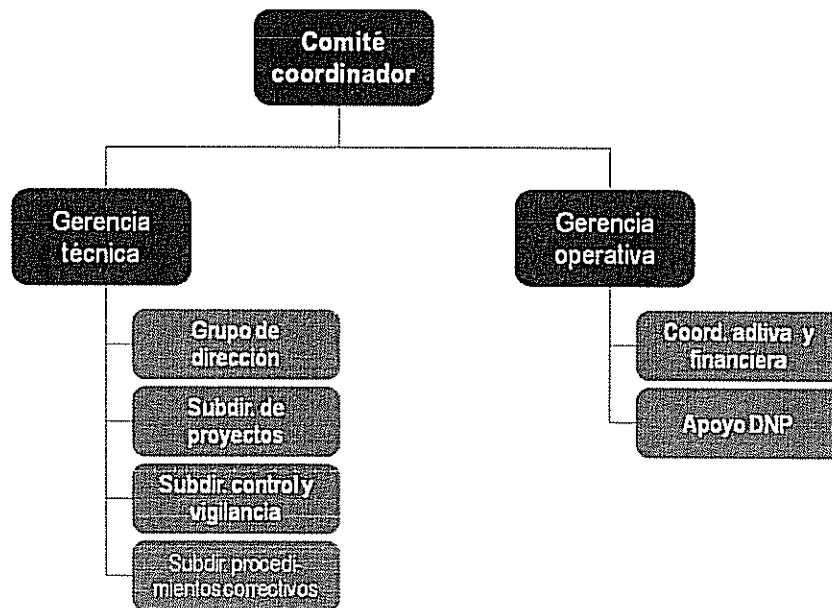 Comité
coordinador
Gerencia
técnica
Gerencia
operativa
Grupo de
dirección
Subdir. de
proyectos
Subdir. control y
vigilancia
Subdir. procedi-
mientos correctivos
Coord. adtiva y
financiera
Apoyo DNP